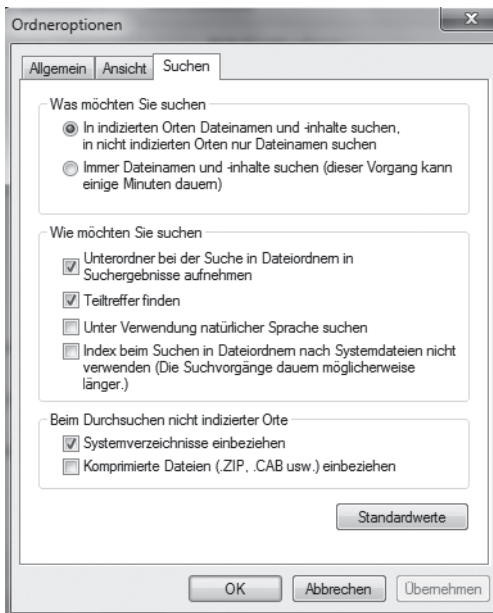 Ordneroptionen
Allgemein Ansicht Suchen
Was möchten Sie suchen
In indizierten Orten Dateinamen und -inhalte suchen,
in nicht indizierten Orten nur Dateinamen suchen
Immer Dateinamen und -inhalte suchen (dieser Vorgang kann
einige Minuten dauern)
Wie möchten Sie suchen
Unterordner bei der Suche in Dateiordnern in
Suchergebnisse aufnehmen
Teiltreffer finden
Unter Verwendung natürlicher Sprache suchen
Index beim Suchen in Dateiordnern nach Systemdateien nicht
verwenden (Die Suchvorgänge dauern möglicherweise
länger.)
Beim Durchsuchen nicht indizierter Orte
Systemverzeichnisse einbeziehen
Komprimierte Dateien (.ZIP, .CAB usw.) einbeziehen
Standardwerte
OK Abbrechen Übernehmen